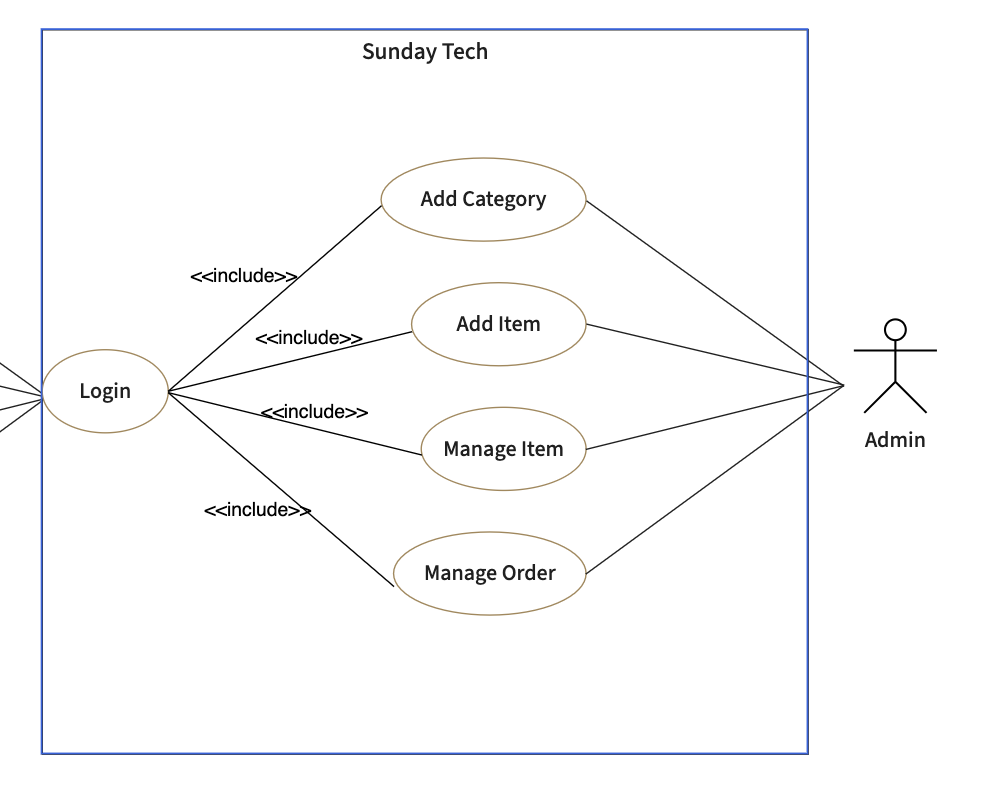 Sunday Tech
Add Category
<<include>>
Add Item
<<include>>
Login
<<include>>
Manage Item
Admin
<<include>>
Manage Order